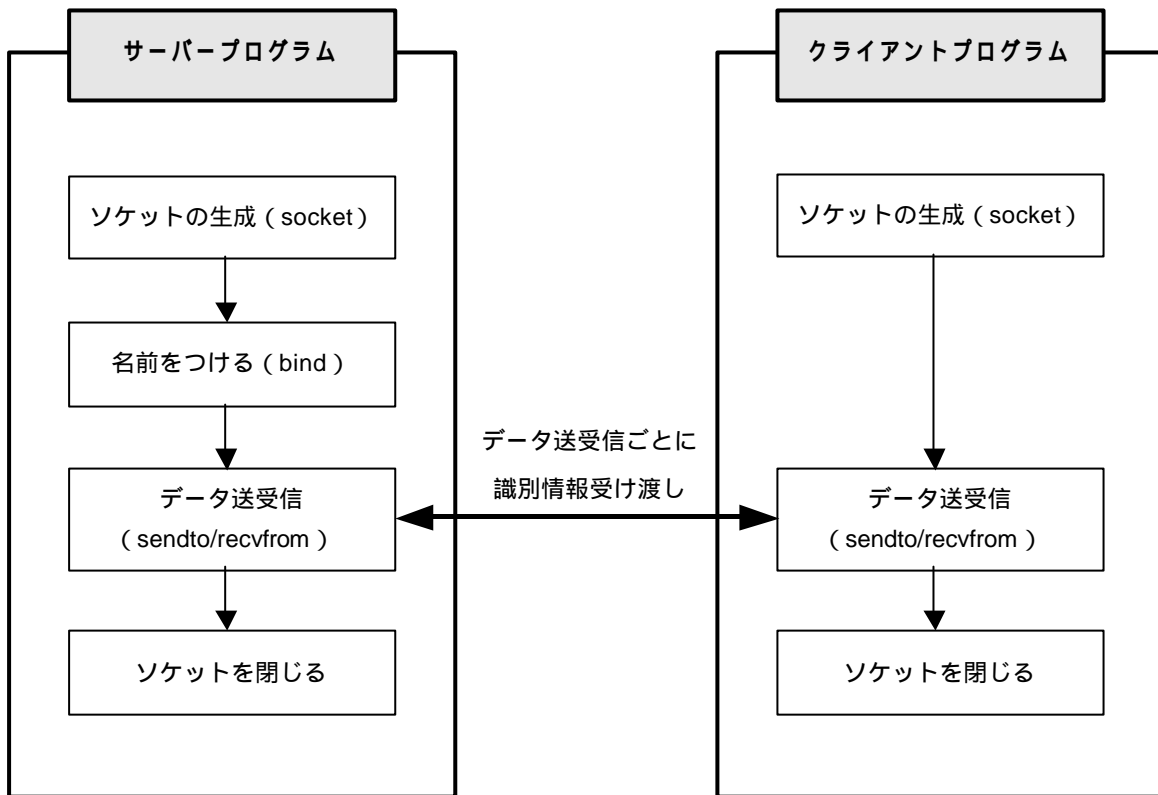 サーバープログラム
クライアントプログラム
ソケットの生成（socket）
ソケットの生成（socket）
名前をつける（bind）
データ送受信ごとに
識別情報受け渡し
データ送受信
（sendto/recvfrom）
データ送受信
（sendto/recvfrom）
ソケットを閉じる
ソケットを閉じる